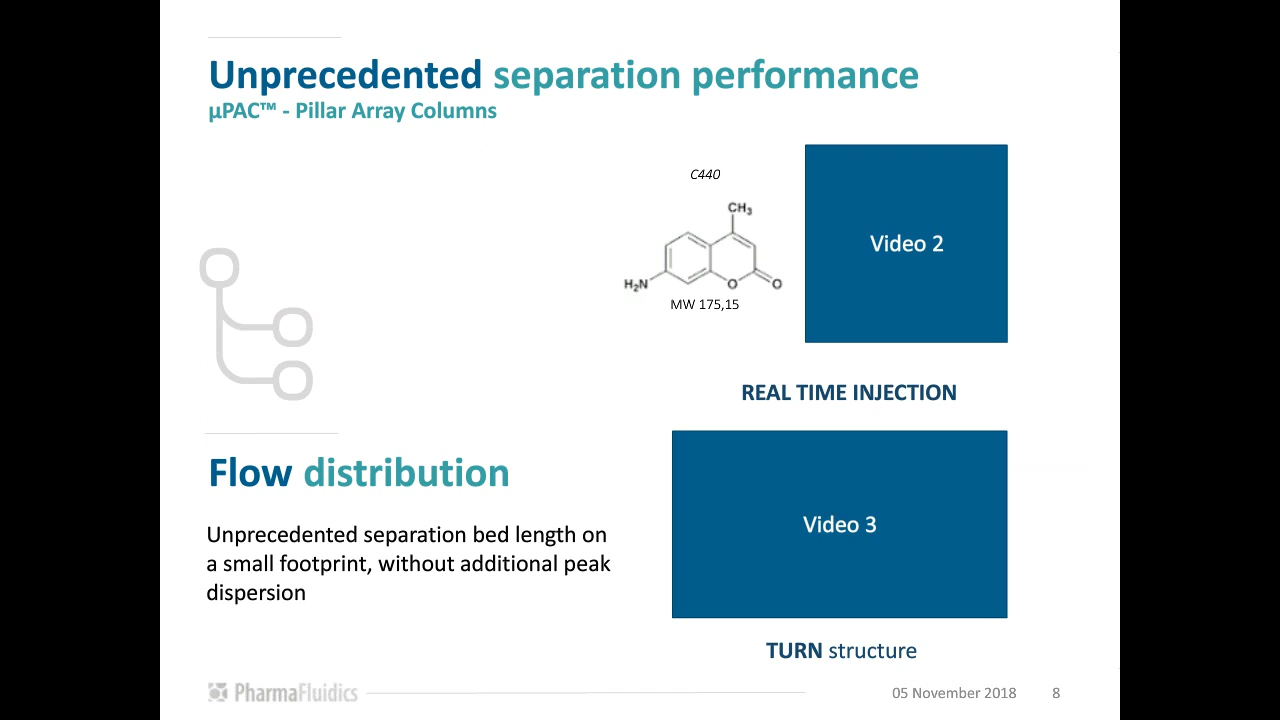 Unprecedented separation performance
µPAC™ - Pillar Array Columns
C440
CH₃
H₂N
O
O
MW 175,15
Video 2
REAL TIME INJECTION
Flow distribution
Unprecedented separation bed length on
a small footprint, without additional peak
dispersion
Video 3
TURN structure
PharmaFluidics
05 November 2018
8